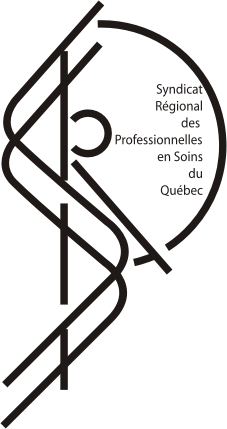 Syndicat
Régional
des
Professionnelles
en Soins
du
Québec